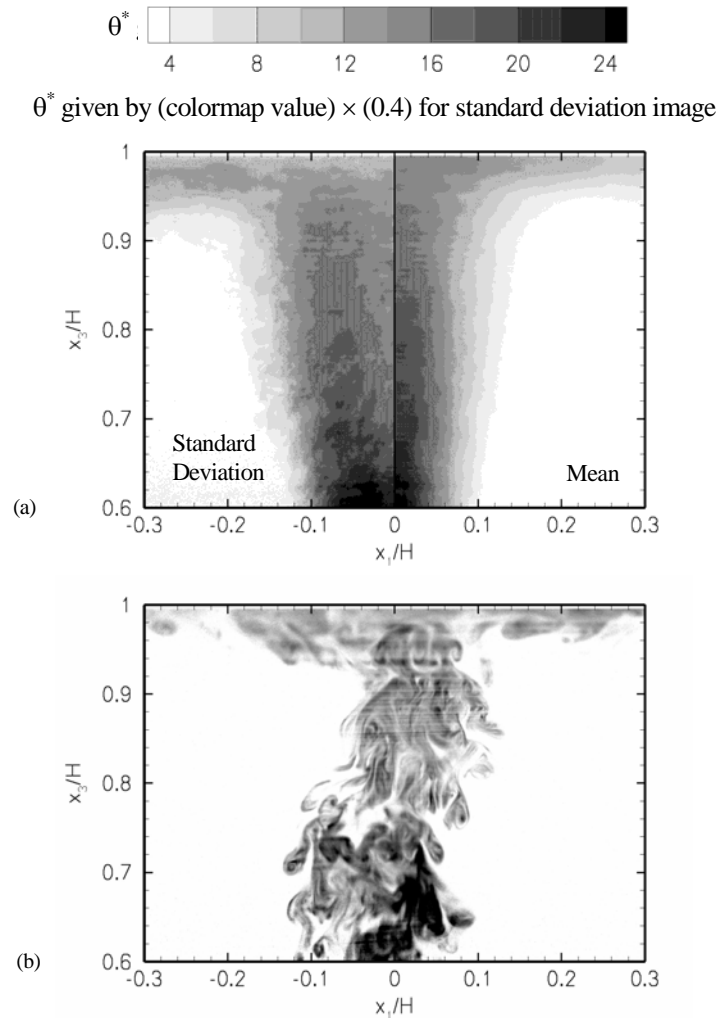 θ* :
4 8 12 16 20 24
θ* given by (colormap value) × (0.4) for standard deviation image
1
0.9
0.8
x₃/H
0.7
Standard
Deviation
Mean
(a)
0.6
-0.3 -0.2 -0.1 0 0.1 0.2 0.3
x₁/H
1
0.9
0.8
x₃/H
0.7
(b)
0.6
-0.3 -0.2 -0.1 0 0.1 0.2 0.3
x₁/H